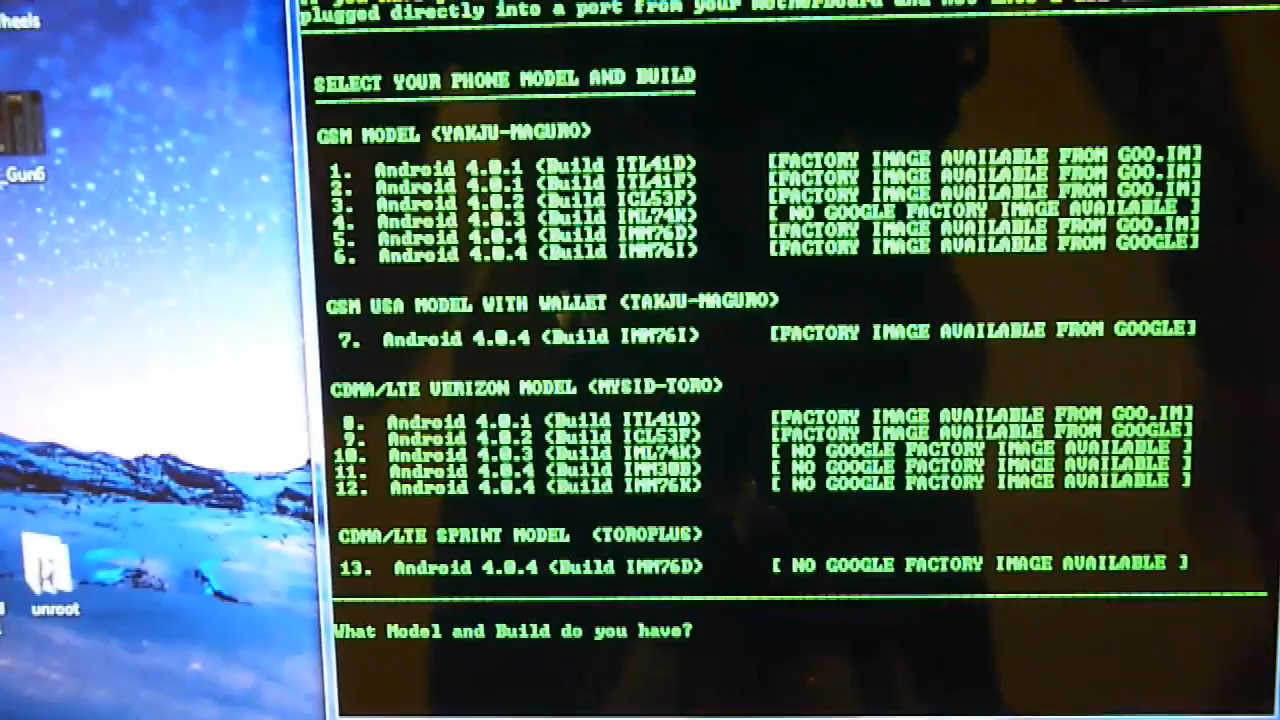 heels
_Gun6
unroot
plugged directly into a port from your Motherboard and not into a
SELECT YOUR PHONE MODEL AND BUILD
GSM MODEL (YAKJU-MAGURO)
1. Android 4.0.1 (Build ITL41D) [FACTORY IMAGE AVAILABLE FROM GOO.IM]
2. Android 4.0.1 (Build ITL41F) [FACTORY IMAGE AVAILABLE FROM GOO.IM]
3. Android 4.0.2 (Build ICL53F) [FACTORY IMAGE AVAILABLE FROM GOO.IM]
4. Android 4.0.3 (Build IML74K) [ NO GOOGLE FACTORY IMAGE AVAILABLE ]
5. Android 4.0.4 (Build IMM76D) [FACTORY IMAGE AVAILABLE FROM GOO.IM]
6. Android 4.0.4 (Build IMM76I) [FACTORY IMAGE AVAILABLE FROM GOOGLE]
GSM USA MODEL WITH WALLET (TAKJU-MAGURO)
7. Android 4.0.4 (Build IMM76I) [FACTORY IMAGE AVAILABLE FROM GOOGLE]
CDMA/LTE VERIZON MODEL (MYSID-TORO)
8. Android 4.0.1 (Build ITL41D) [FACTORY IMAGE AVAILABLE FROM GOO.IM]
9. Android 4.0.2 (Build ICL53F) [FACTORY IMAGE AVAILABLE FROM GOOGLE]
10. Android 4.0.3 (Build IML74K) [ NO GOOGLE FACTORY IMAGE AVAILABLE ]
11. Android 4.0.4 (Build IMM30B) [ NO GOOGLE FACTORY IMAGE AVAILABLE ]
12. Android 4.0.4 (Build IMM76K) [ NO GOOGLE FACTORY IMAGE AVAILABLE ]
CDMA/LTE SPRINT MODEL (TOROPLUS)
13. Android 4.0.4 (Build IMM76D) [ NO GOOGLE FACTORY IMAGE AVAILABLE ]
What Model and Build do you have?